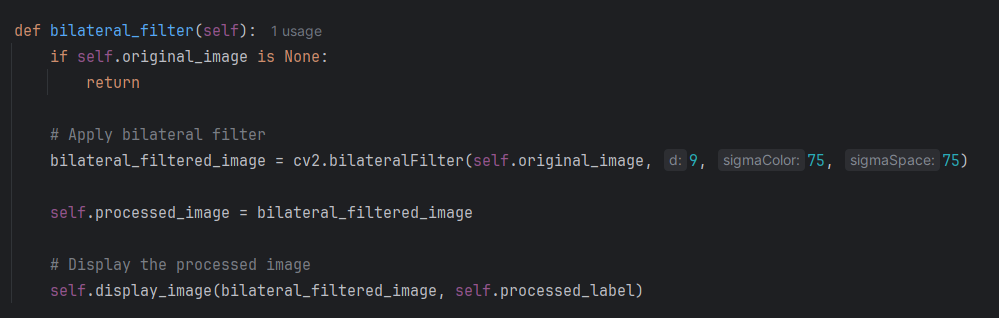 def bilateral_filter(self): 1 usage
if self.original_image is None:
return
# Apply bilateral filter
bilateral_filtered_image = cv2.bilateralFilter(self.original_image, d: 9, sigmaColor: 75, sigmaSpace: 75)
self.processed_image = bilateral_filtered_image
# Display the processed image
self.display_image(bilateral_filtered_image, self.processed_label)